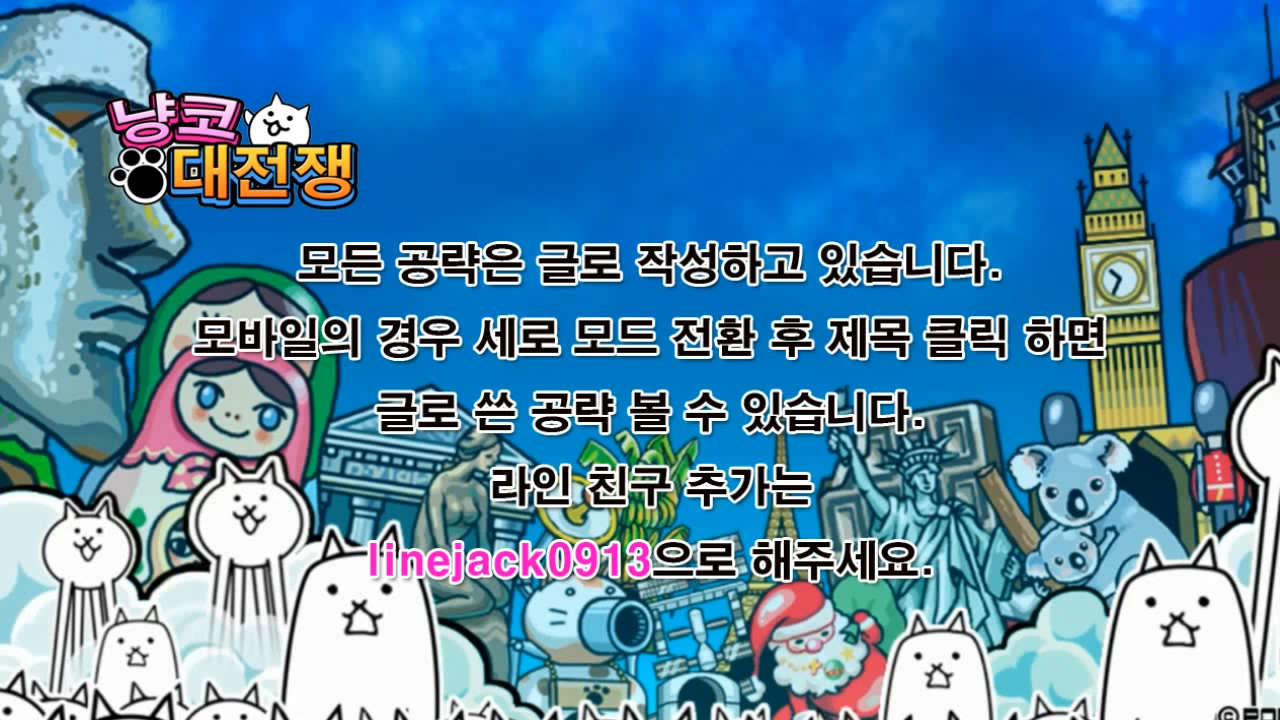 냥코
대전쟁
모든 공략은 글로 작성하고 있습니다.
모바일의 경우 세로 모드 전환 후 제목 클릭 하면
글로 쓴 공략 볼 수 있습니다.
라인 친구 추가는
linejack0913으로 해주세요.